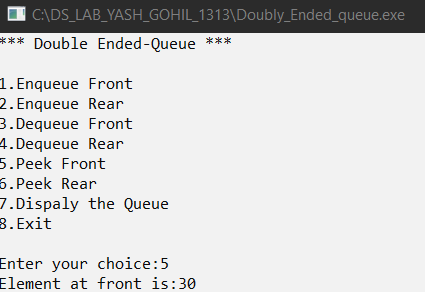 C:\DS_LAB_YASH_GOHIL_1313\Doubly_Ended_queue.exe
*** Double Ended-Queue ***
1.Enqueue Front
2.Enqueue Rear
3.Dequeue Front
4.Dequeue Rear
5.Peek Front
6.Peek Rear
7.Dispaly the Queue
8.Exit
Enter your choice:5
Element at front is:30